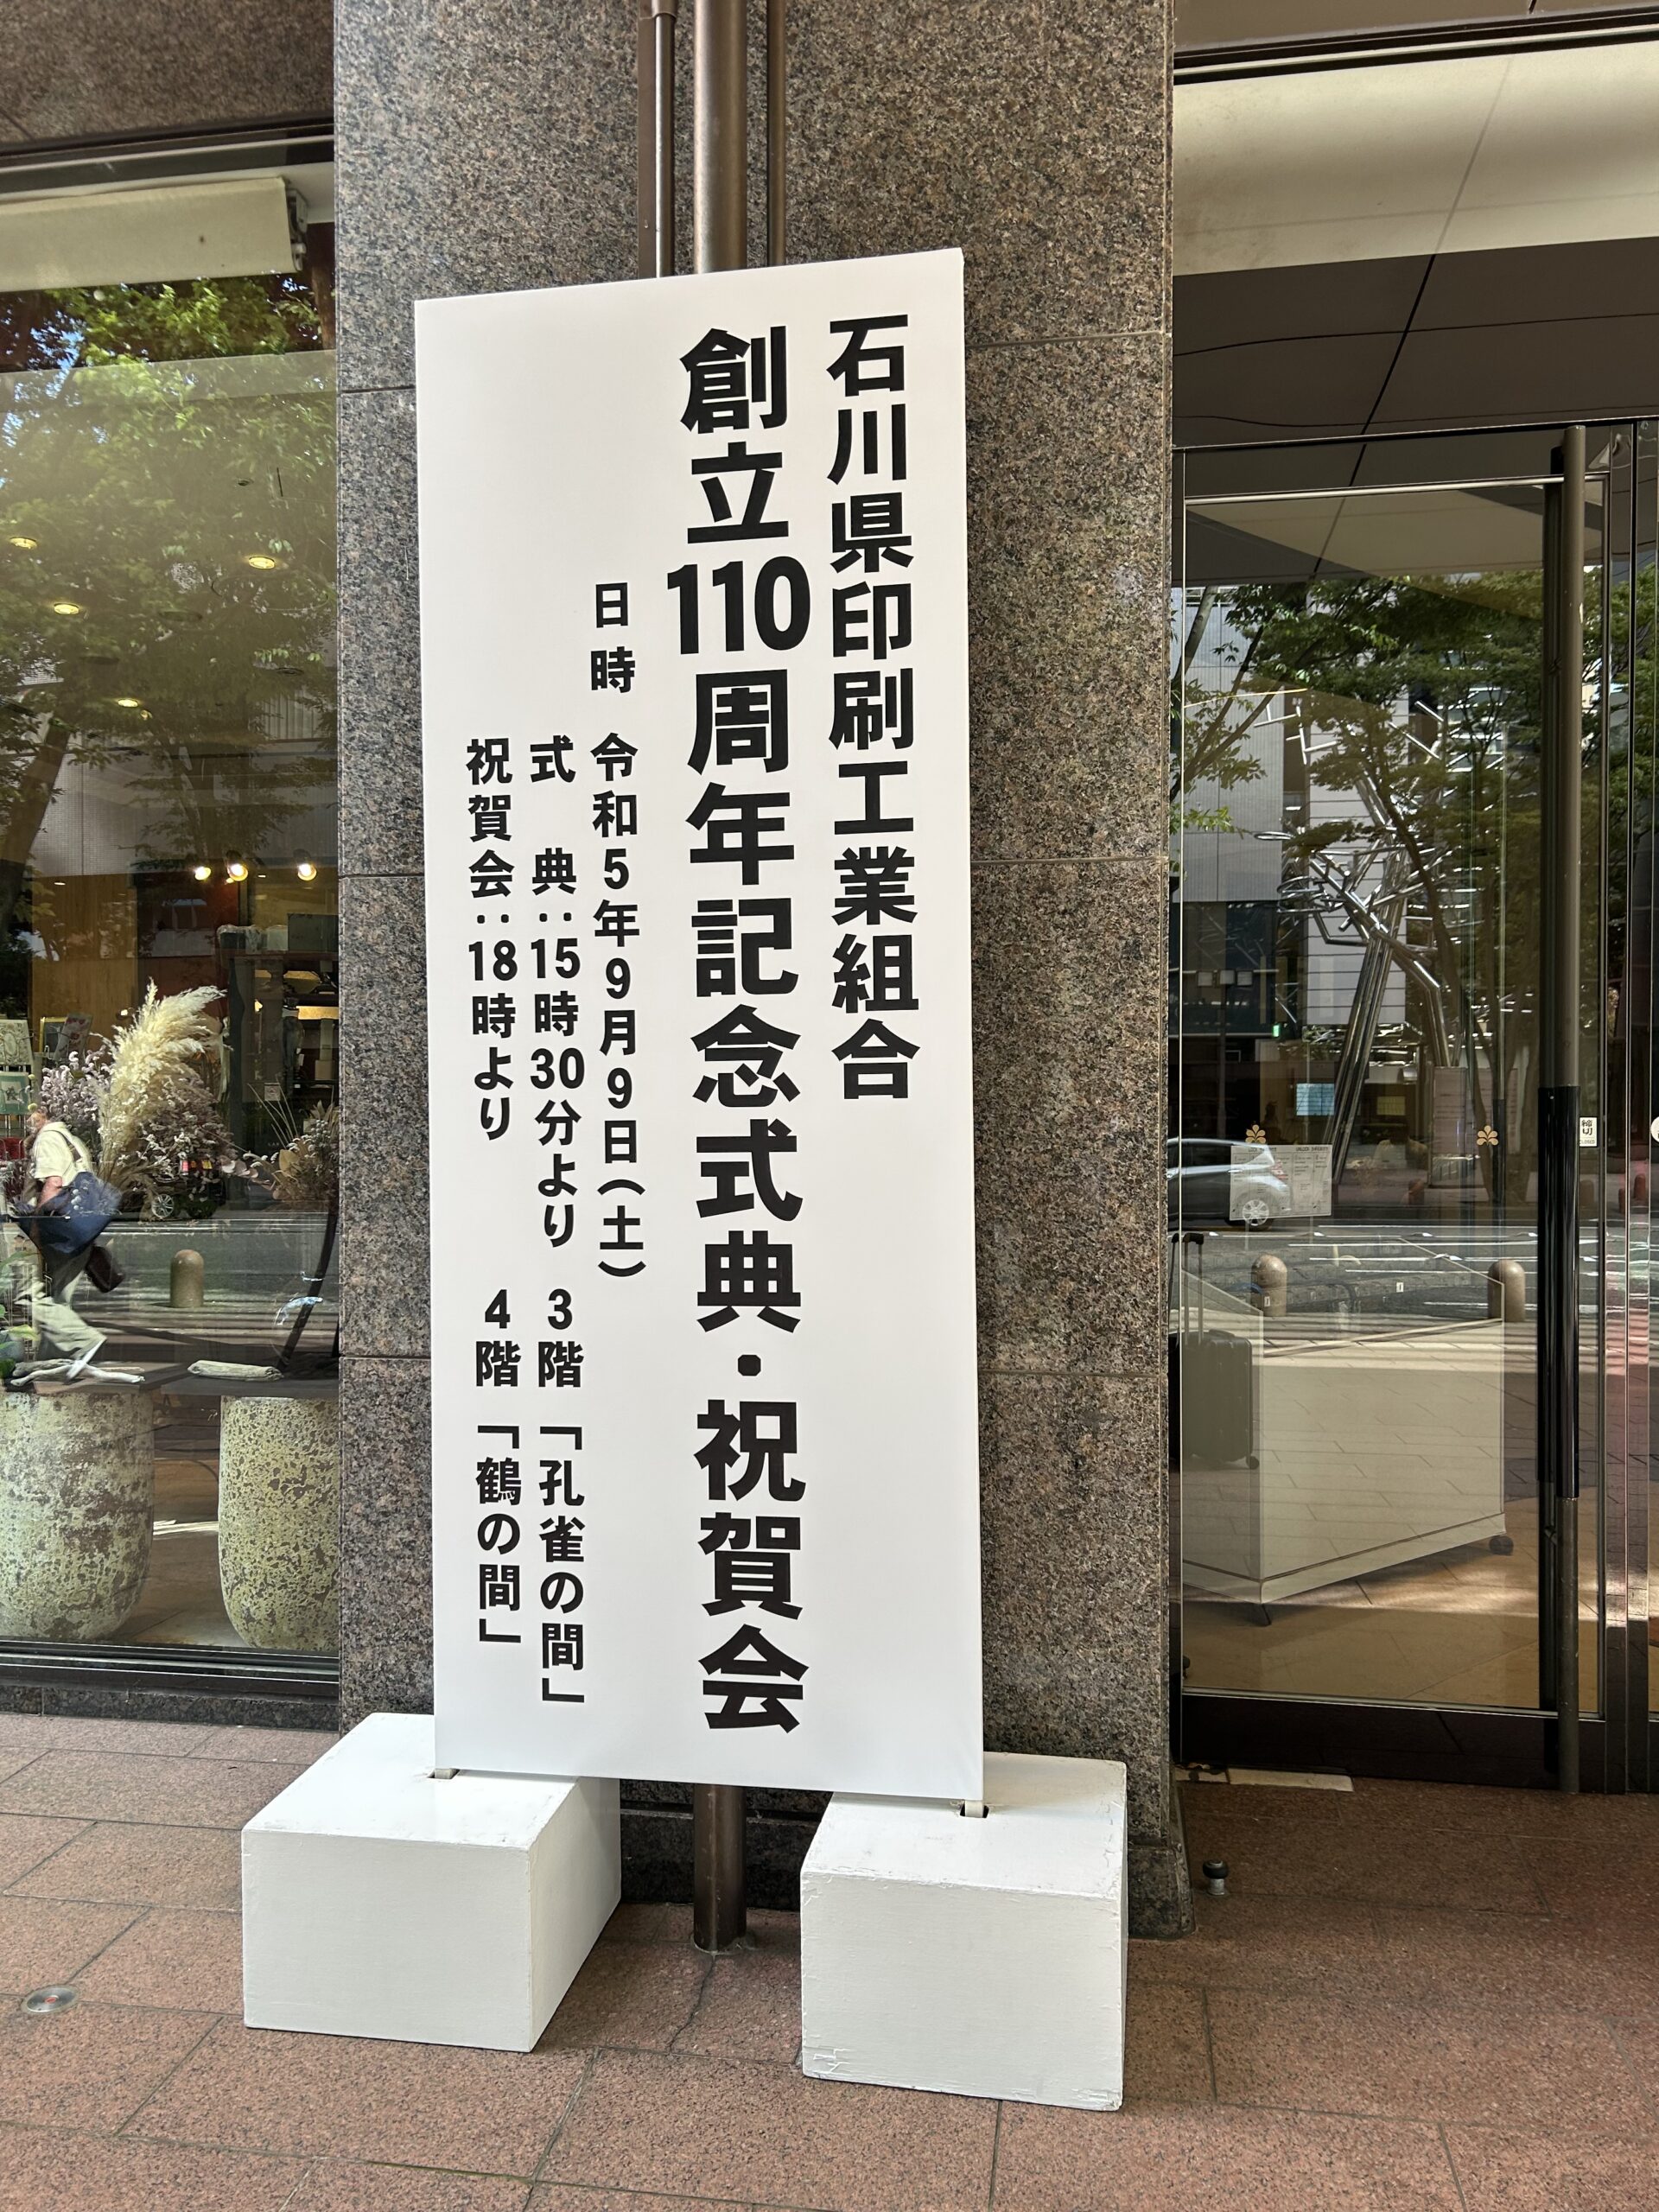 石川県印刷工業組合
創立110周年記念式典・祝賀会
日時 令和5年9月9日(土)
式 典:15時30分より 3階「孔雀の間」
祝賀会:18時より 4階「鶴の間」
締切